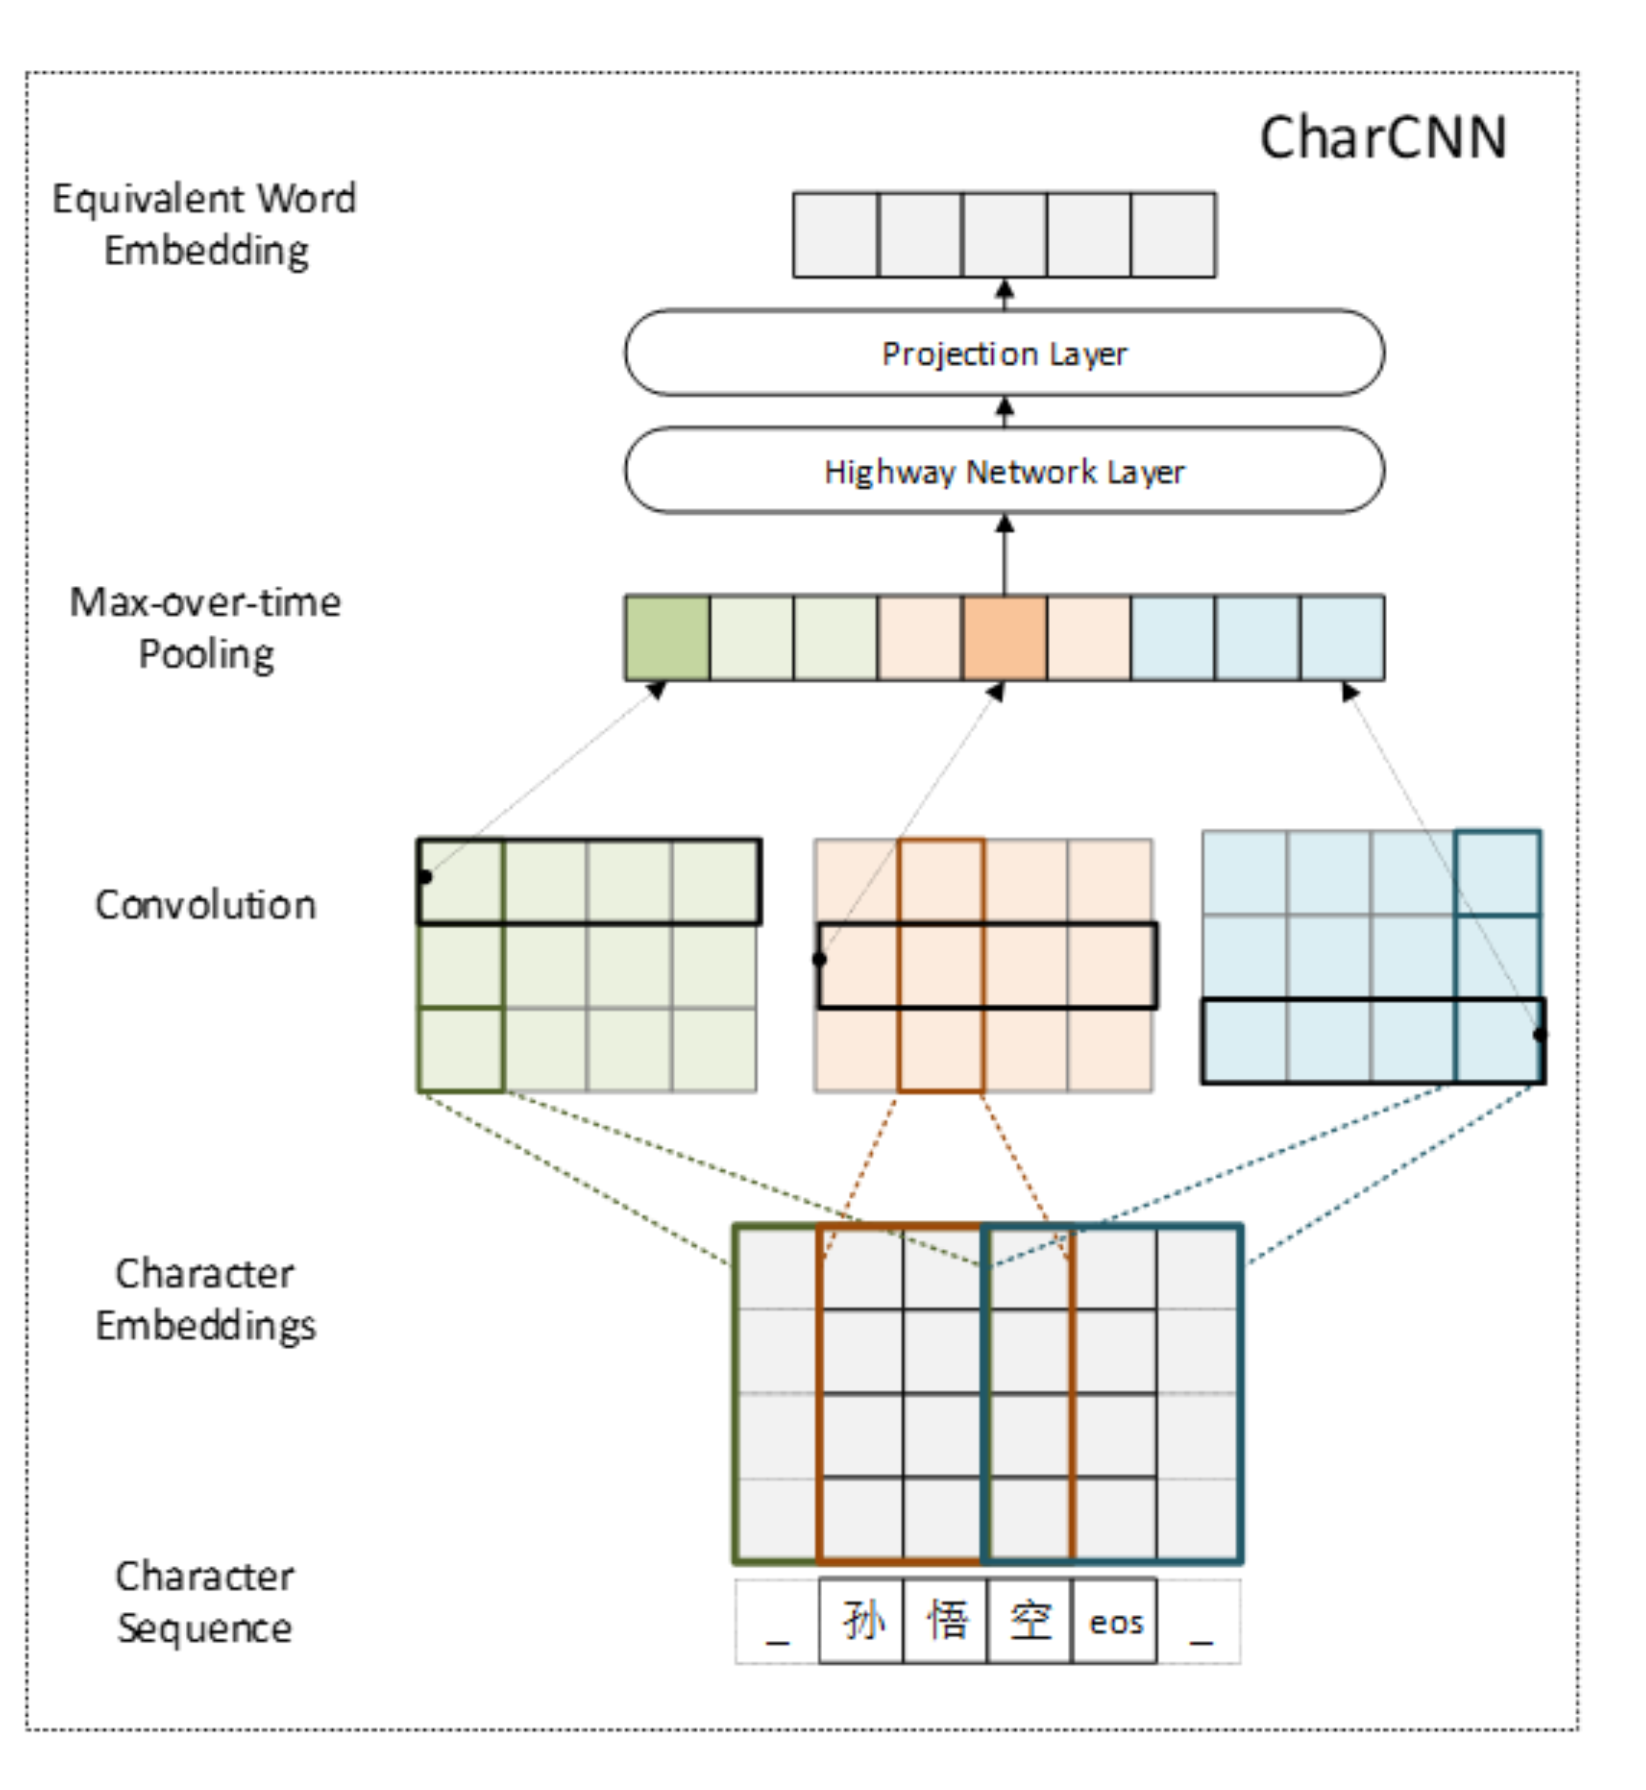 CharCNN
Equivalent Word
Embedding
Projection Layer
Highway Network Layer
Max-over-time
Pooling
Convolution
Character
Embeddings
Character
Sequence
_ 孙 悟 空 eos _